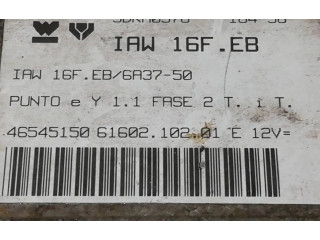 IAW 16F.EB
IAW 16F.EB/6A37-50
PUNTO e Y 1.1 FASE 2 T. i T.
46545150 61602.102.01 E 12V=